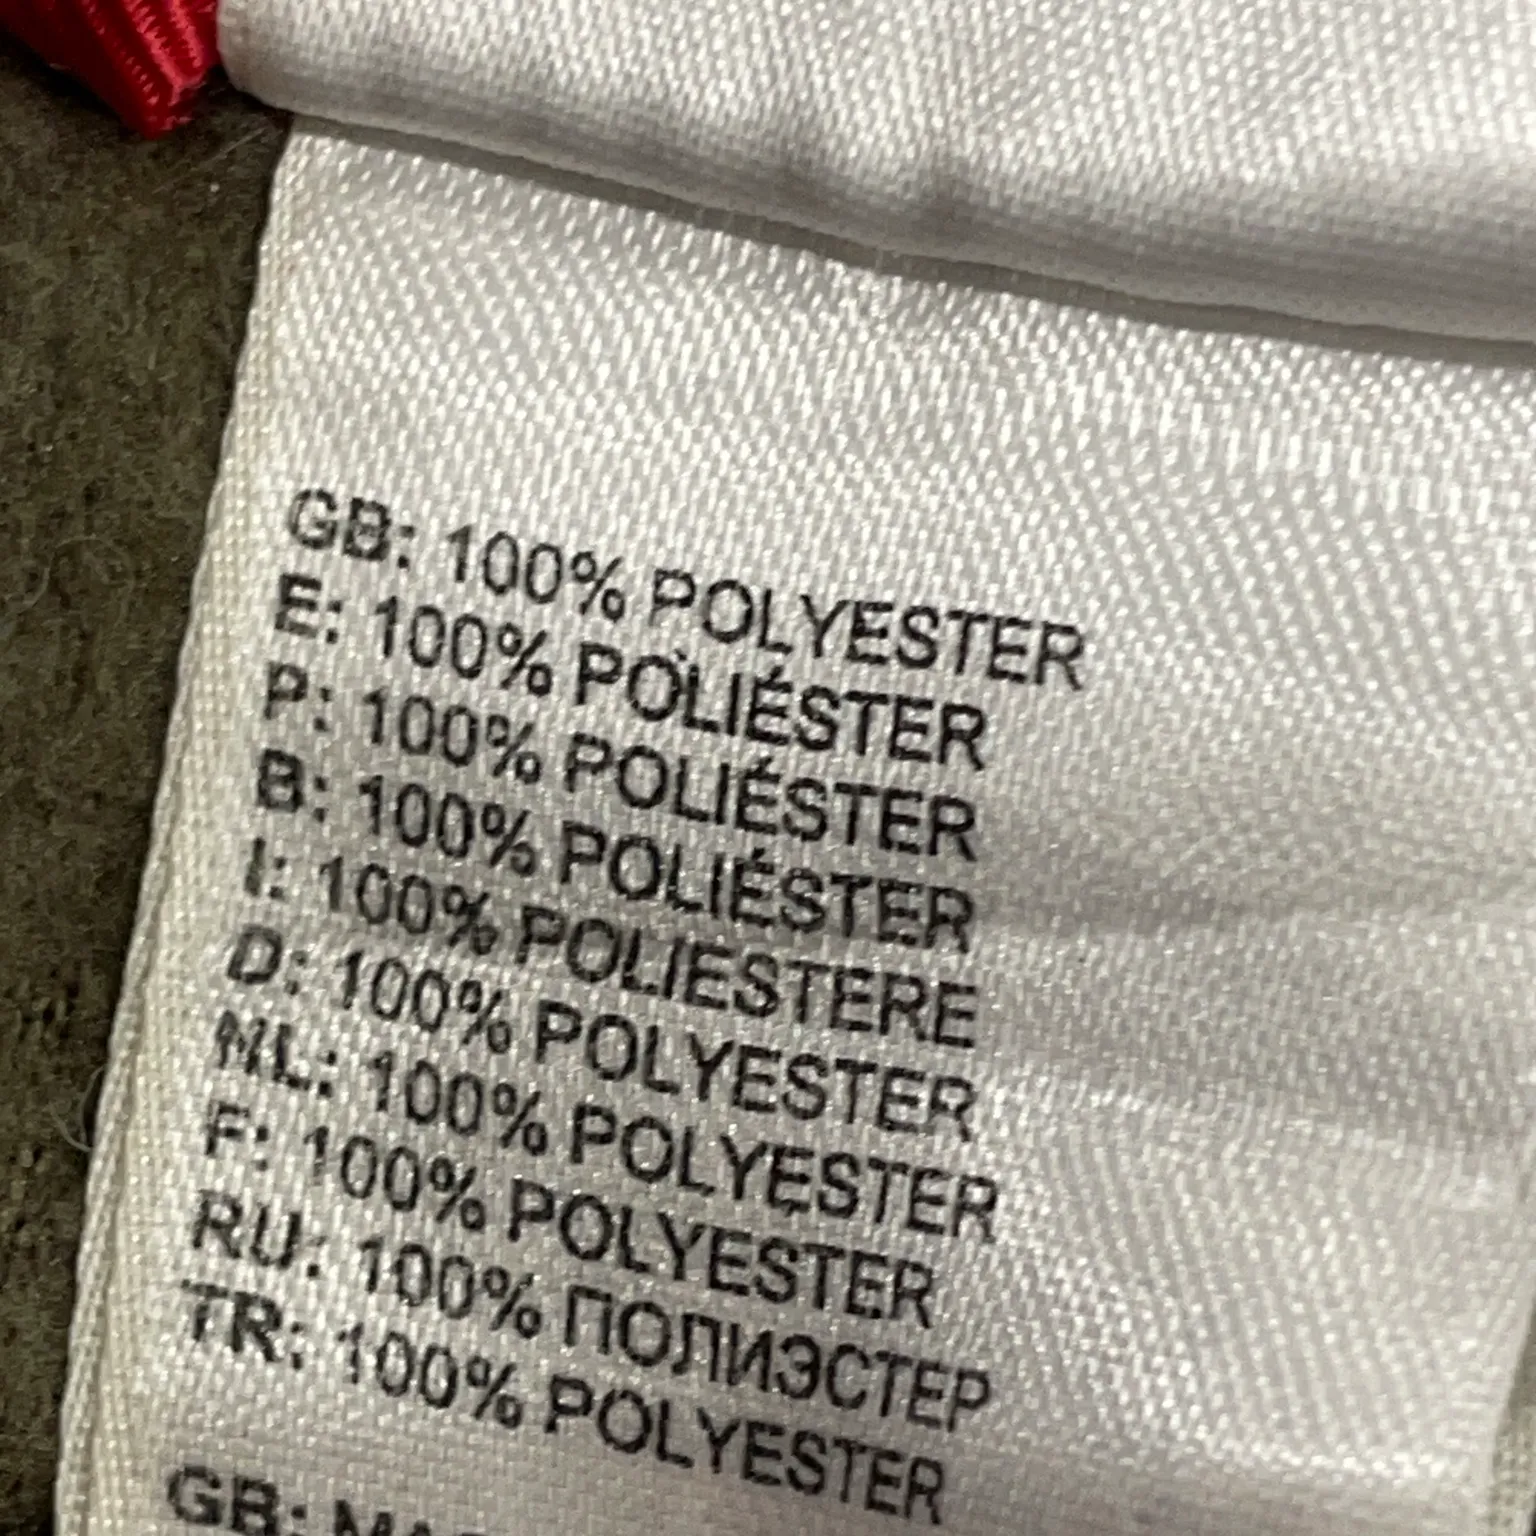 GB: 100% POLYESTER
E: 100% POLIÉSTER
P: 100% POLIÉSTER
B: 100% POLIÉSTER
I: 100% POLIESTERE
D: 100% POLYESTER
NL: 100% POLYESTER
F: 100% POLYESTER
RU: 100% ПОЛИЭСТЕР
TR: 100% POLYESTER
GB: